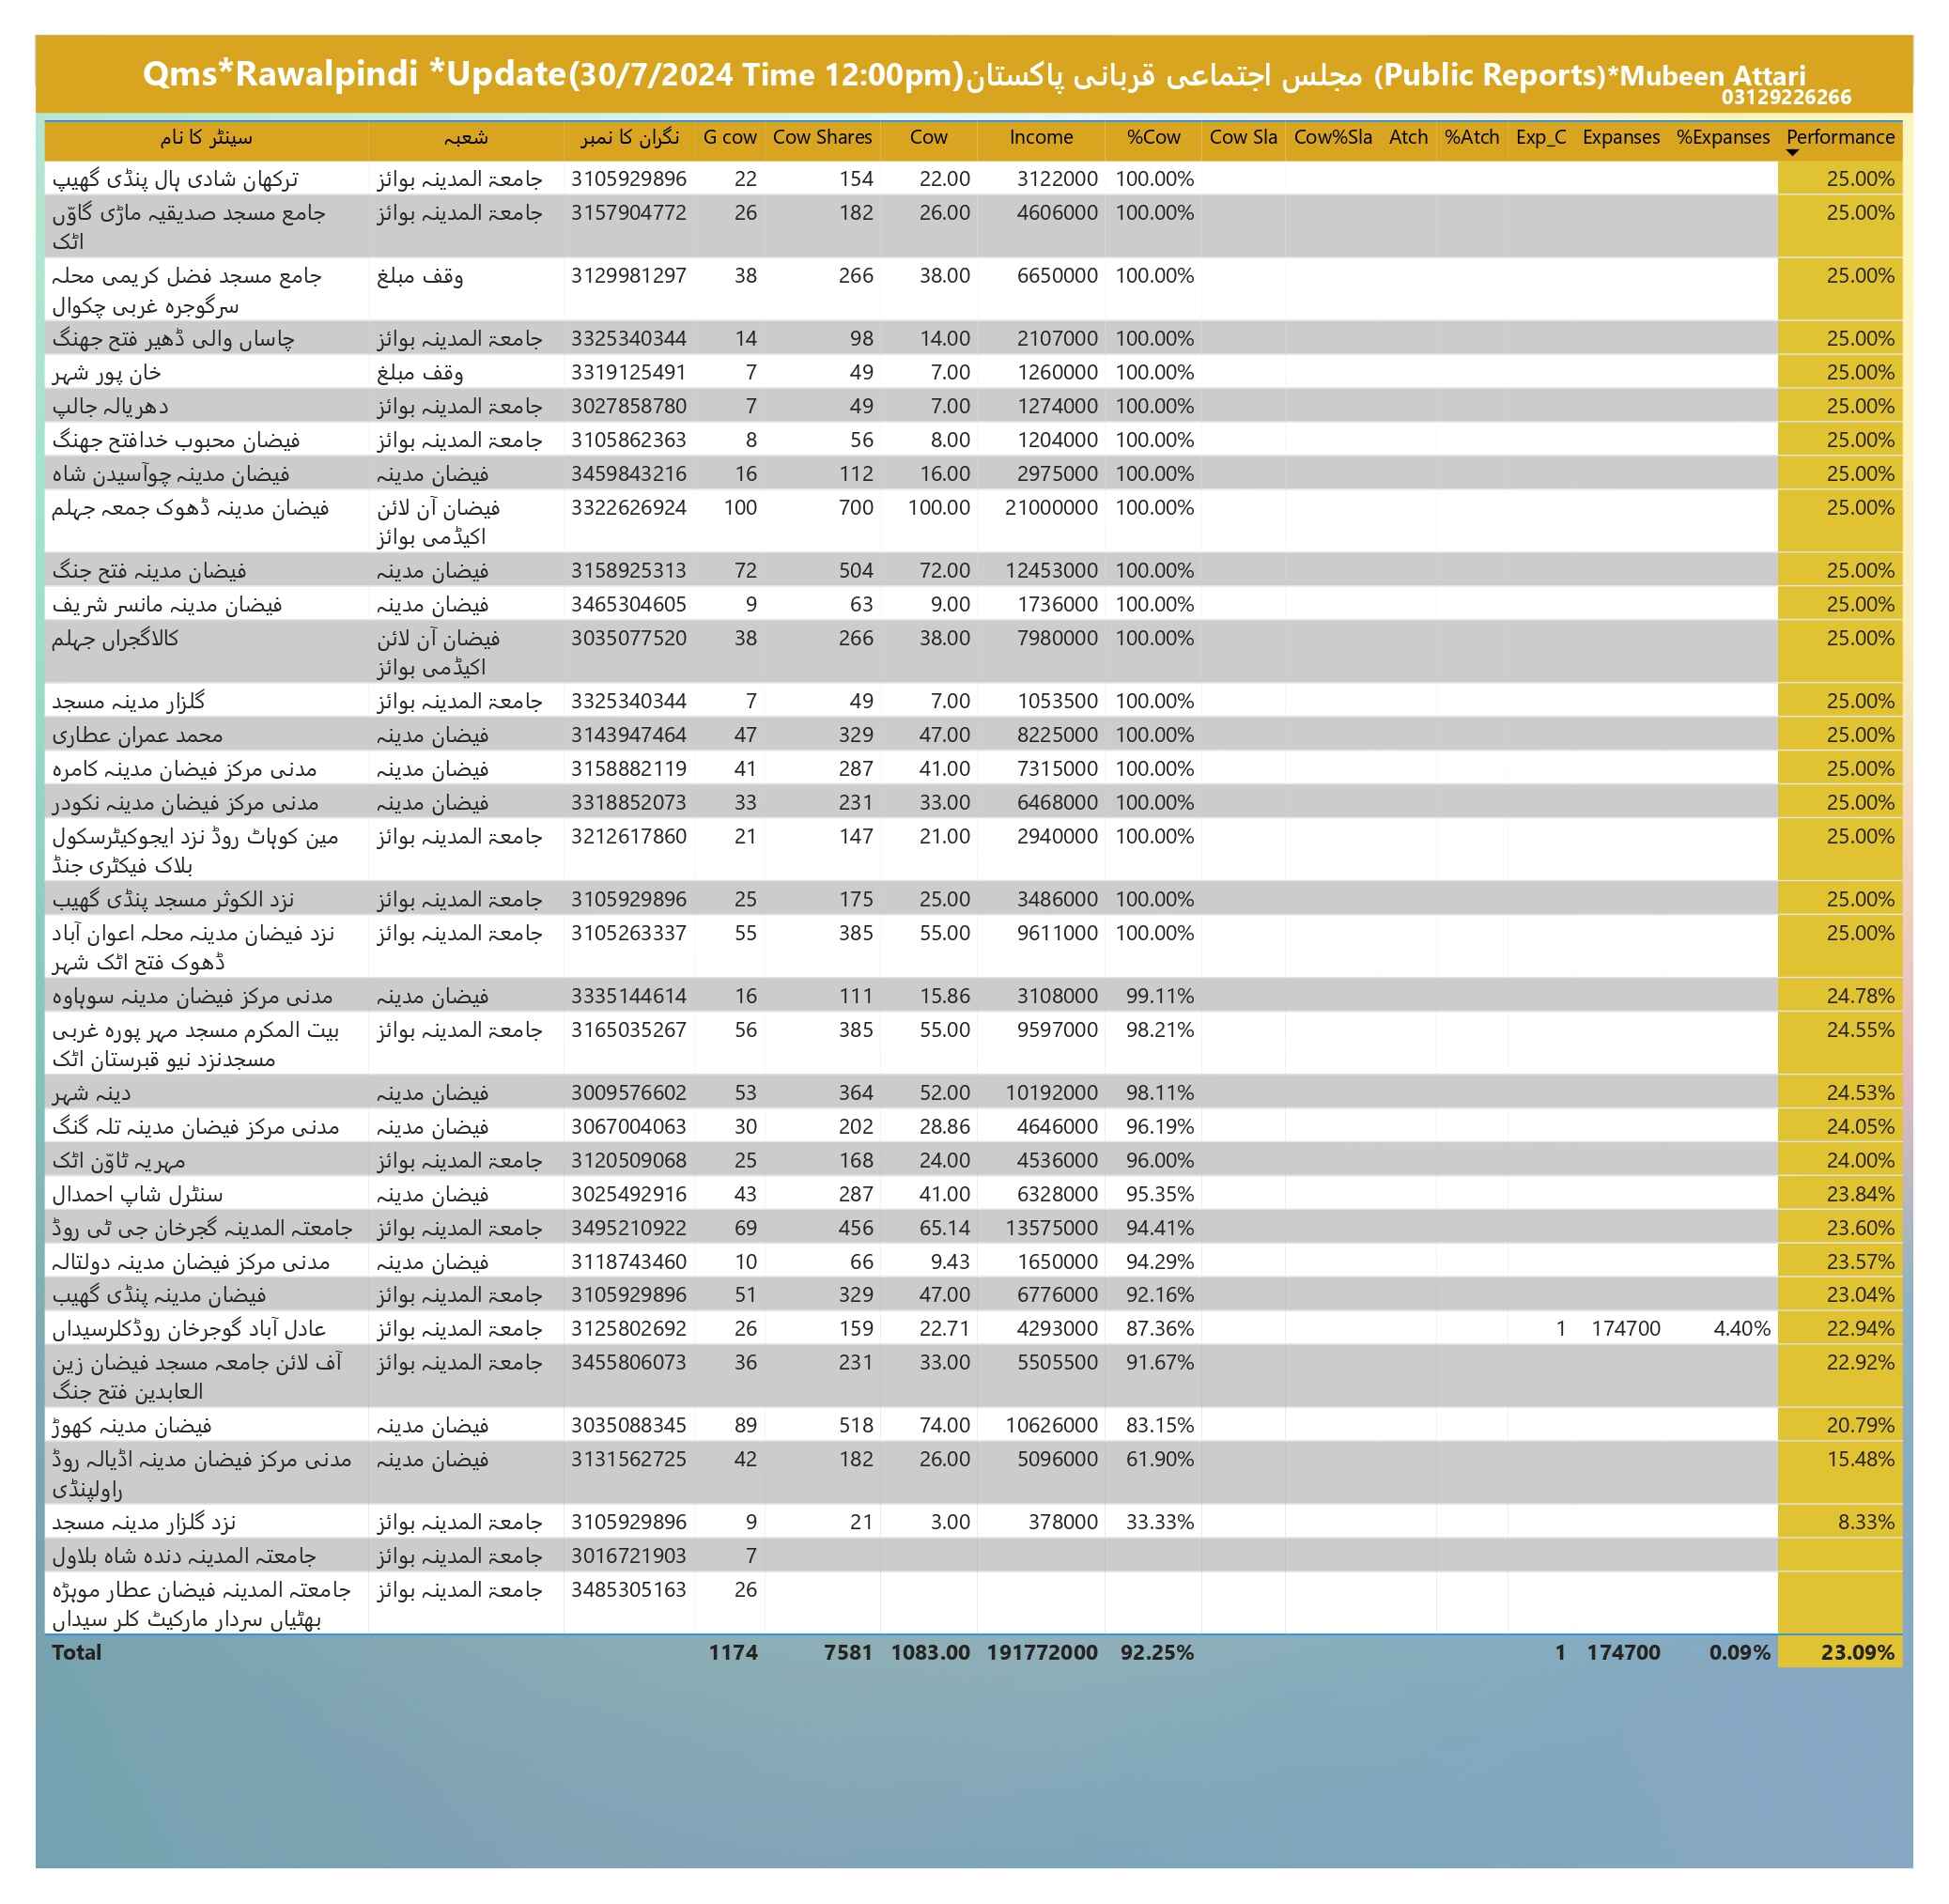 Qms*Rawalpindi *Update(30/7/2024 Time 12:00pm)مجلس اجتماعی قربانی پاکستان (Public Reports)*Mubeen Attari
03129226266
سینٹر کا نام شعبہ نگران کا نمبر G cow Cow Shares Cow Income %Cow Cow Sla Cow%Sla Atch %Atch Exp_C Expanses %Expanses Performance
ترکھان شادی ہال پنڈی گھیپ جامعۃ المدینہ بوائز 3105929896 22 154 22.00 3122000 100.00% 25.00%
جامع مسجد صدیقیہ ماڑی گاوّں جامعۃ المدینہ بوائز 3157904772 26 182 26.00 4606000 100.00% 25.00%
اٹک
جامع مسجد فضل کریمی محلہ وقف مبلغ 3129981297 38 266 38.00 6650000 100.00% 25.00%
سرگوجرہ غربی چکوال
چاساں والی ڈھیر فتح جھنگ جامعۃ المدینہ بوائز 3325340344 14 98 14.00 2107000 100.00% 25.00%
خان پور شہر وقف مبلغ 3319125491 7 49 7.00 1260000 100.00% 25.00%
دھریالہ جالپ جامعۃ المدینہ بوائز 3027858780 7 49 7.00 1274000 100.00% 25.00%
فیضان محبوب خدافتح جھنگ جامعۃ المدینہ بوائز 3105862363 8 56 8.00 1204000 100.00% 25.00%
فیضان مدینہ چوآسیدن شاہ فیضان مدینہ 3459843216 16 112 16.00 2975000 100.00% 25.00%
فیضان مدینہ ڈھوک جمعہ جہلم فیضان آن لائن 3322626924 100 700 100.00 21000000 100.00% 25.00%
اکیڈمی بوائز
فیضان مدینہ فتح جنگ فیضان مدینہ 3158925313 72 504 72.00 12453000 100.00% 25.00%
فیضان مدینہ مانسر شریف فیضان مدینہ 3465304605 9 63 9.00 1736000 100.00% 25.00%
کالاگجراں جہلم فیضان آن لائن 3035077520 38 266 38.00 7980000 100.00% 25.00%
اکیڈمی بوائز
گلزار مدینہ مسجد جامعۃ المدینہ بوائز 3325340344 7 49 7.00 1053500 100.00% 25.00%
محمد عمران عطاری فیضان مدینہ 3143947464 47 329 47.00 8225000 100.00% 25.00%
مدنی مرکز فیضان مدینہ کامرہ فیضان مدینہ 3158882119 41 287 41.00 7315000 100.00% 25.00%
مدنی مرکز فیضان مدینہ نکودر فیضان مدینہ 3318852073 33 231 33.00 6468000 100.00% 25.00%
مین کوہاٹ روڈ نزد ایجوکیٹرسکول جامعۃ المدینہ بوائز 3212617860 21 147 21.00 2940000 100.00% 25.00%
بلاک فیکٹری جنڈ
نزد الکوثر مسجد پنڈی گھیب جامعۃ المدینہ بوائز 3105929896 25 175 25.00 3486000 100.00% 25.00%
نزد فیضان مدینہ محلہ اعوان آباد جامعۃ المدینہ بوائز 3105263337 55 385 55.00 9611000 100.00% 25.00%
ڈھوک فتح اٹک شہر
مدنی مرکز فیضان مدینہ سوہاوہ فیضان مدینہ 3335144614 16 111 15.86 3108000 99.11% 24.78%
بیت المکرم مسجد مہر پورہ غربی جامعۃ المدینہ بوائز 3165035267 56 385 55.00 9597000 98.21% 24.55%
مسجدنزد نیو قبرستان اٹک
دینہ شہر فیضان مدینہ 3009576602 53 364 52.00 10192000 98.11% 24.53%
مدنی مرکز فیضان مدینہ تلہ گنگ فیضان مدینہ 3067004063 30 202 28.86 4646000 96.19% 24.05%
مہریہ ٹاوّن اٹک جامعۃ المدینہ بوائز 3120509068 25 168 24.00 4536000 96.00% 24.00%
سنٹرل شاپ احمدال فیضان مدینہ 3025492916 43 287 41.00 6328000 95.35% 23.84%
جامعتہ المدینہ گجرخان جی ٹی روڈ جامعۃ المدینہ بوائز 3495210922 69 456 65.14 13575000 94.41% 23.60%
مدنی مرکز فیضان مدینہ دولتالہ فیضان مدینہ 3118743460 10 66 9.43 1650000 94.29% 23.57%
فیضان مدینہ پنڈی گھیب جامعۃ المدینہ بوائز 3105929896 51 329 47.00 6776000 92.16% 23.04%
عادل آباد گوجرخان روڈکلرسیداں جامعۃ المدینہ بوائز 3125802692 26 159 22.71 4293000 87.36% 1 174700 4.40% 22.94%
آف لائن جامعہ مسجد فیضان زین جامعۃ المدینہ بوائز 3455806073 36 231 33.00 5505500 91.67% 22.92%
العابدین فتح جنگ
فیضان مدینہ کھوڑ فیضان مدینہ 3035088345 89 518 74.00 10626000 83.15% 20.79%
مدنی مرکز فیضان مدینہ اڈیالہ روڈ فیضان مدینہ 3131562725 42 182 26.00 5096000 61.90% 15.48%
راولپنڈی
نزد گلزار مدینہ مسجد جامعۃ المدینہ بوائز 3105929896 9 21 3.00 378000 33.33% 8.33%
جامعتہ المدینہ دندہ شاہ بلاول جامعۃ المدینہ بوائز 3016721903 7
جامعتہ المدینہ فیضان عطار موہڑہ جامعۃ المدینہ بوائز 3485305163 26
بھٹیاں سردار مارکیٹ کلر سیداں
Total 1174 7581 1083.00 191772000 92.25% 1 174700 0.09% 23.09%